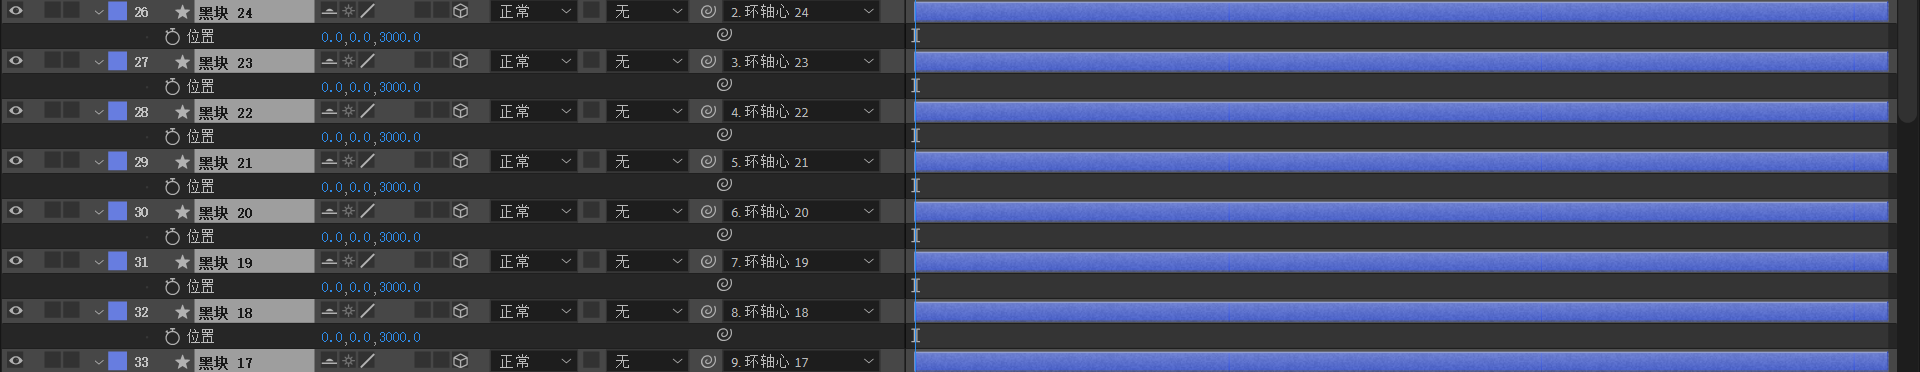 26 黑块 24 正常 无 2. 环轴心 24
位置 0.0,0.0,3000.0
27 黑块 23 正常 无 3. 环轴心 23
位置 0.0,0.0,3000.0
28 黑块 22 正常 无 4. 环轴心 22
位置 0.0,0.0,3000.0
29 黑块 21 正常 无 5. 环轴心 21
位置 0.0,0.0,3000.0
30 黑块 20 正常 无 6. 环轴心 20
位置 0.0,0.0,3000.0
31 黑块 19 正常 无 7. 环轴心 19
位置 0.0,0.0,3000.0
32 黑块 18 正常 无 8. 环轴心 18
位置 0.0,0.0,3000.0
33 黑块 17 正常 无 9. 环轴心 17